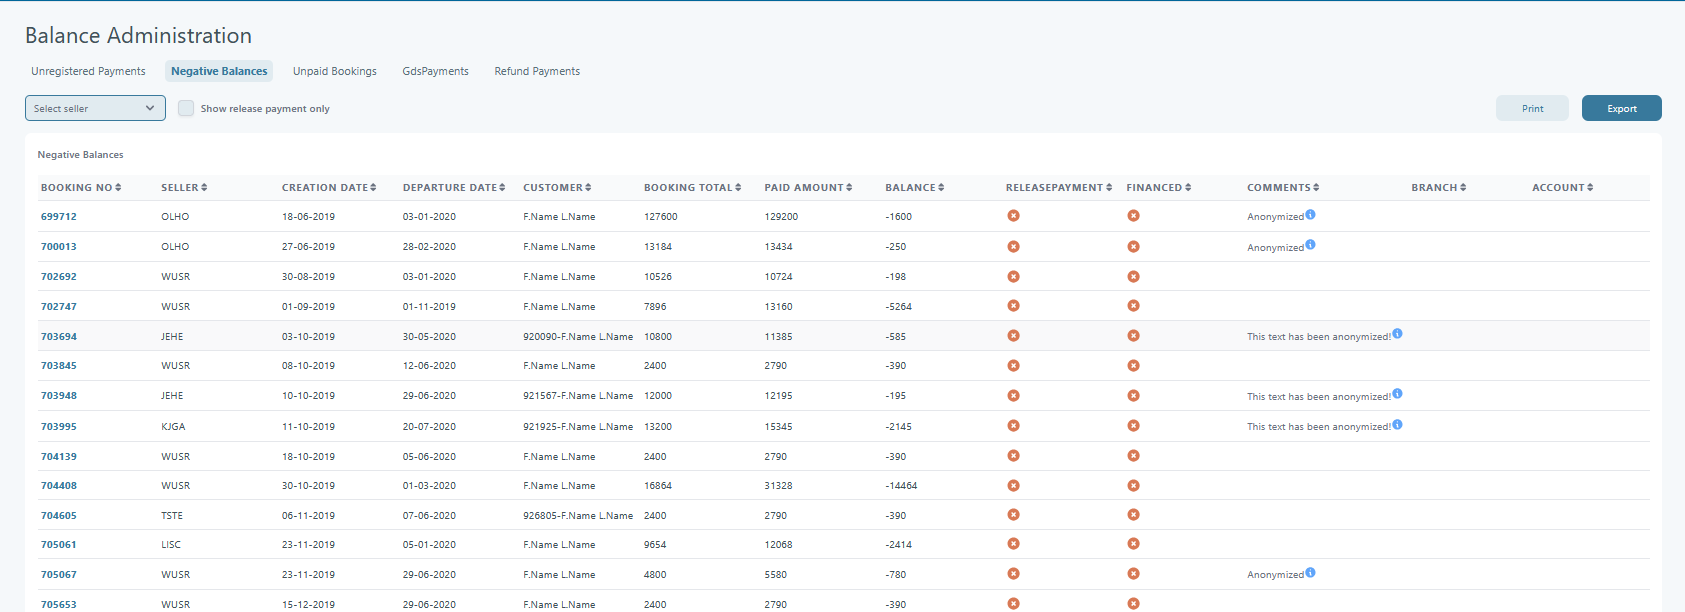 Balance Administration
Unregistered Payments Negative Balances Unpaid Bookings GdsPayments Refund Payments
Select seller Show release payment only Print Export
Negative Balances
BOOKING NO SELLER CREATION DATE DEPARTURE DATE CUSTOMER BOOKING TOTAL PAID AMOUNT BALANCE RELEASEPAYMENT FINANCED COMMENTS BRANCH ACCOUNT
699712 OLHO 18-06-2019 03-01-2020 F.Name L.Name 127600 129200 -1600 Anonymized
700013 OLHO 27-06-2019 28-02-2020 F.Name L.Name 13184 13434 -250 Anonymized
702692 WUSR 30-08-2019 03-01-2020 F.Name L.Name 10526 10724 -198
702747 WUSR 01-09-2019 01-11-2019 F.Name L.Name 7896 13160 -5264
703694 JEHE 03-10-2019 30-05-2020 920090-F.Name L.Name 10800 11385 -585 This text has been anonymized!
703845 WUSR 08-10-2019 12-06-2020 F.Name L.Name 2400 2790 -390
703948 JEHE 10-10-2019 29-06-2020 921567-F.Name L.Name 12000 12195 -195 This text has been anonymized!
703995 KJGA 11-10-2019 20-07-2020 921925-F.Name L.Name 13200 15345 -2145 This text has been anonymized!
704139 WUSR 18-10-2019 05-06-2020 F.Name L.Name 2400 2790 -390
704408 WUSR 30-10-2019 01-03-2020 F.Name L.Name 16864 31328 -14464
704605 TSTE 06-11-2019 07-06-2020 926805-F.Name L.Name 2400 2790 -390
705061 LISC 23-11-2019 05-01-2020 F.Name L.Name 9654 12068 -2414
705067 WUSR 23-11-2019 29-06-2020 F.Name L.Name 4800 5580 -780 Anonymized
705653 WUSR 15-12-2019 29-06-2020 F.Name L.Name 2400 2790 -390